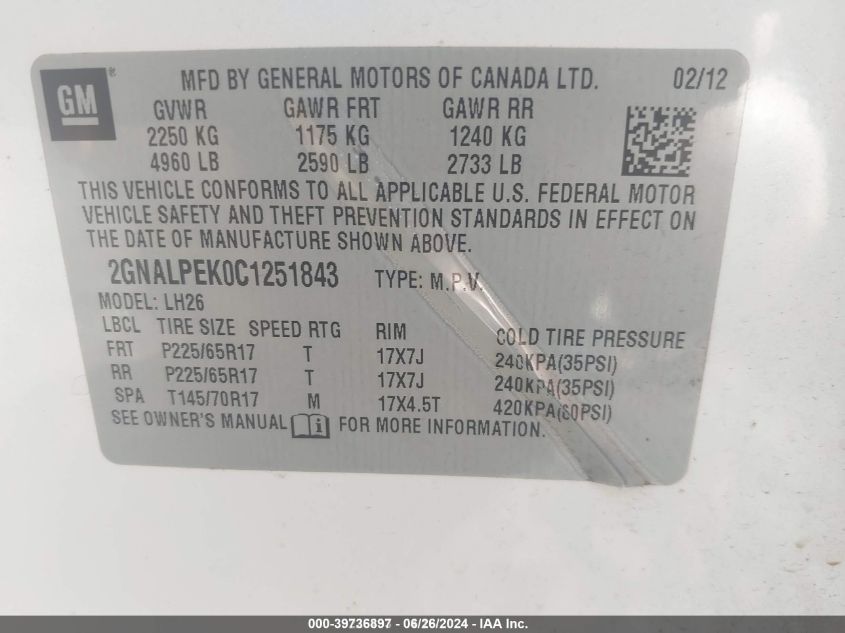 GM®
MFD BY GENERAL MOTORS OF CANADA LTD. 02/12
GVWR GAWR FRT GAWR RR
2250 KG 1175 KG 1240 KG
4960 LB 2590 LB 2733 LB
THIS VEHICLE CONFORMS TO ALL APPLICABLE U.S. FEDERAL MOTOR
VEHICLE SAFETY AND THEFT PREVENTION STANDARDS IN EFFECT ON
THE DATE OF MANUFACTURE SHOWN ABOVE.
2GNALPEK0C1251843 TYPE: M.P.V.
MODEL: LH26
LBCL TIRE SIZE SPEED RTG RIM COLD TIRE PRESSURE
FRT P225/65R17 T 17X7J 240KPA(35PSI)
RR P225/65R17 T 17X7J 240KPA(35PSI)
SPA T145/70R17 M 17X4.5T 420KPA(60PSI)
SEE OWNER'S MANUAL i FOR MORE INFORMATION.
000-39736897 - 06/26/2024 - IAA Inc.